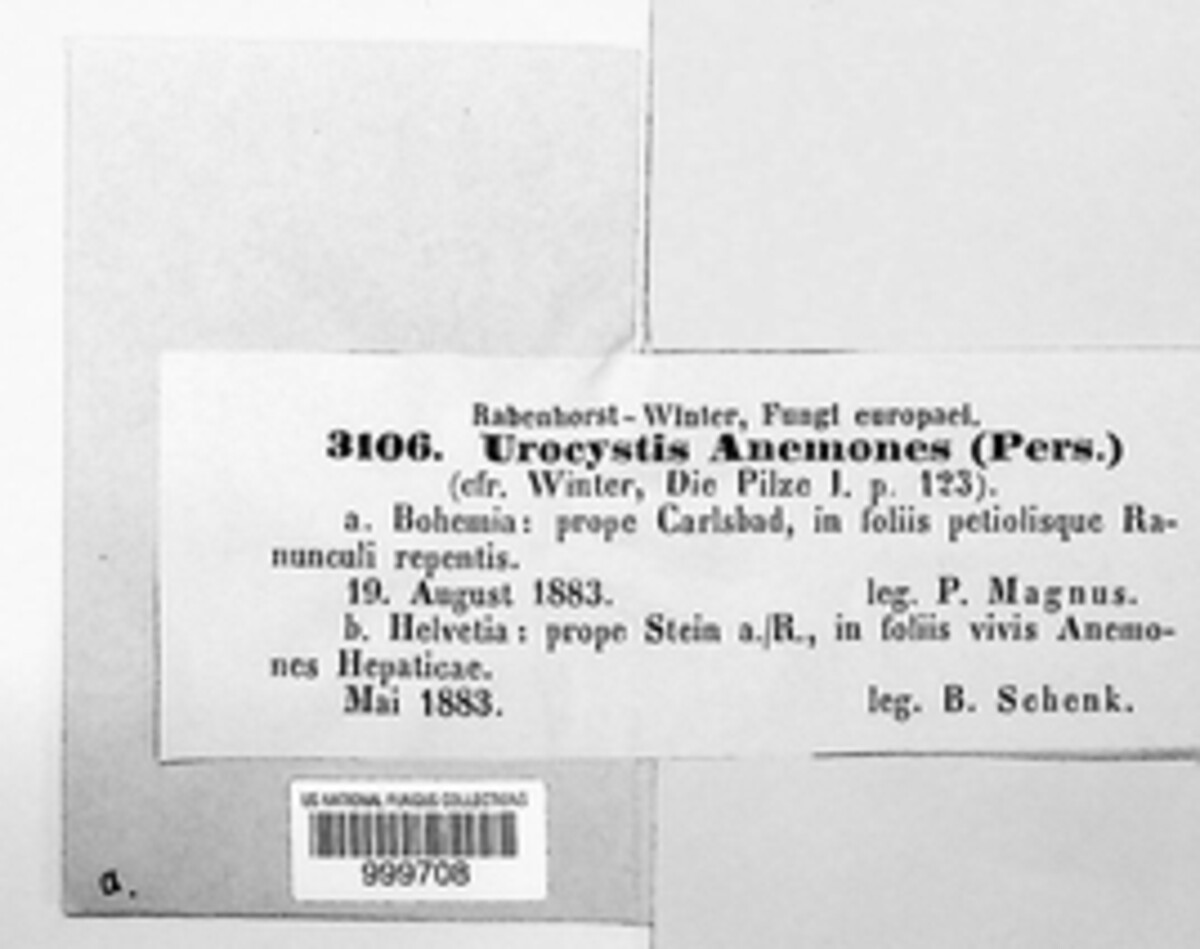 Rabenhorst-Winter, Fungi europaei.
3106. Urocystis Anemones (Pers.)
(cfr. Winter, Die Pilze I. p. 123).
a. Bohemia: prope Carlsbad, in foliis petiolisque Ra-
nunculi repentis.
19. August 1883. leg. P. Magnus.
b. Helvetia: prope Stein a./R., in foliis vivis Anemo-
nes Hepaticae.
Mai 1883. leg. B. Schenk.
US NATIONAL FUNGUS COLLECTIONS
999708
a.